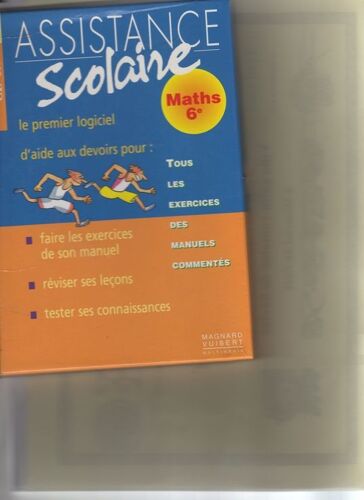 ASSISTANCE
Scolaire
Maths
6e
le premier logiciel
d'aide aux devoirs pour :
TOUS
LES
EXERCICES
DES
MANUELS
COMMENTÉS
faire les exercices
de son manuel
réviser ses leçons
tester ses connaissances
MAGNARD
VUIBERT